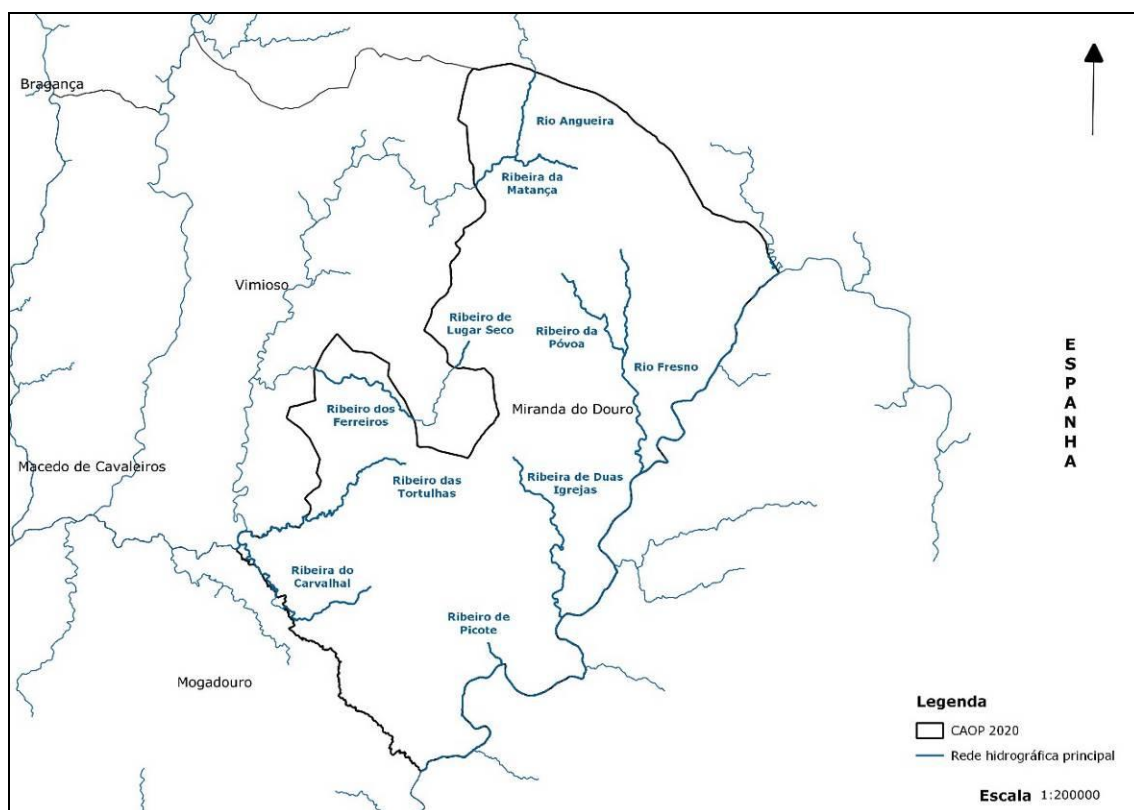 Bragança
Rio Angueira
Ribeira da
Matança
Vimioso
Ribeiro de
Lugar Seco
Ribeiro da
Póvoa
Rio Fresno
E
S
P
A
N
H
A
Ribeiro dos
Ferreiros
Miranda do Douro
Macedo de Cavaleiros
Ribeiro das
Tortulhas
Ribeira de Duas
Igrejas
Ribeira do
Carvalhal
Ribeiro de
Picote
Mogadouro
Legenda
CAOP 2020
Rede hidrográfica principal
Escala 1:200000